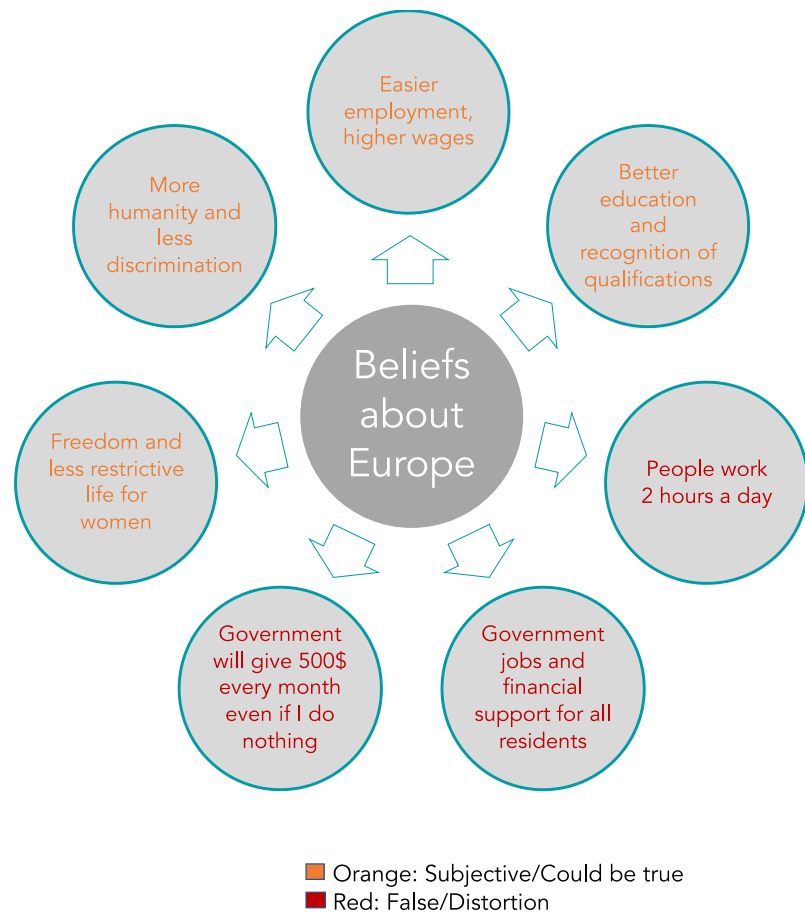 Easier
employment,
higher wages
More
humanity and
less
discrimination
Better
education
and
recognition of
qualifications
Beliefs
about
Europe
Freedom and
less restrictive
life for
women
People work
2 hours a day
Government
will give 500$
every month
even if I do
nothing
Government
jobs and
financial
support for all
residents
Orange: Subjective/Could be true
Red: False/Distortion